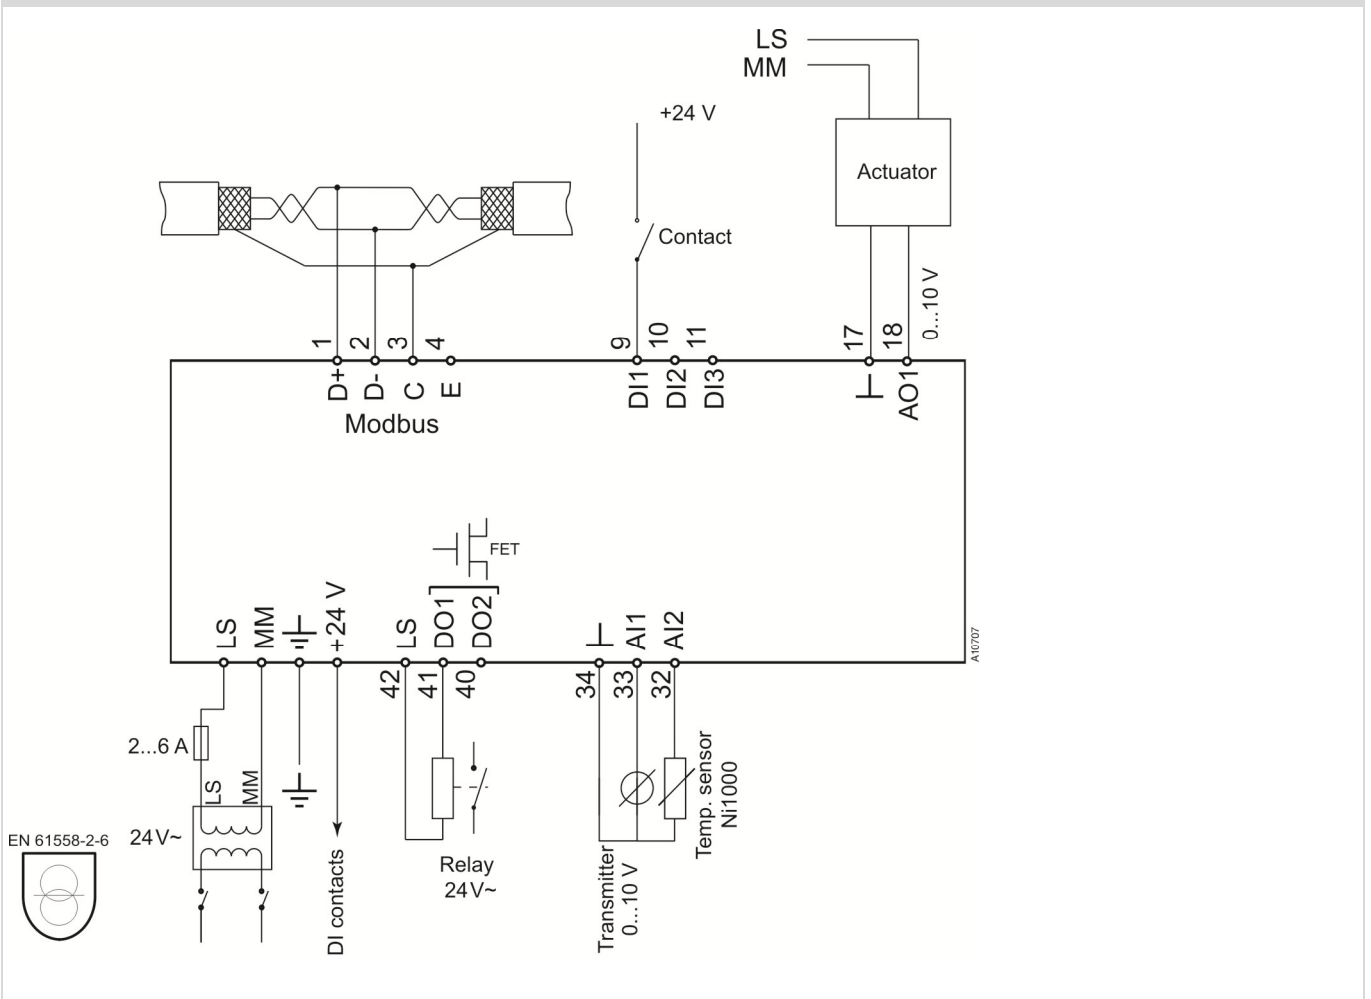 LS
MM
+24 V
Actuator
Contact
0...10 V
1
2
3
4
9
10
11
17
18
D+
D-
C
E
DI1
DI2
DI3
AO1
Modbus
FET
LS
MM
+24 V
LS
DO1
DO2
AI1
AI2
A10707
42
41
40
34
33
32
2...6 A
LS
MM
24V~
EN 61558-2-6
DI contacts
Relay
24V~
Transmitter
0...10 V
Temp. sensor
Ni1000